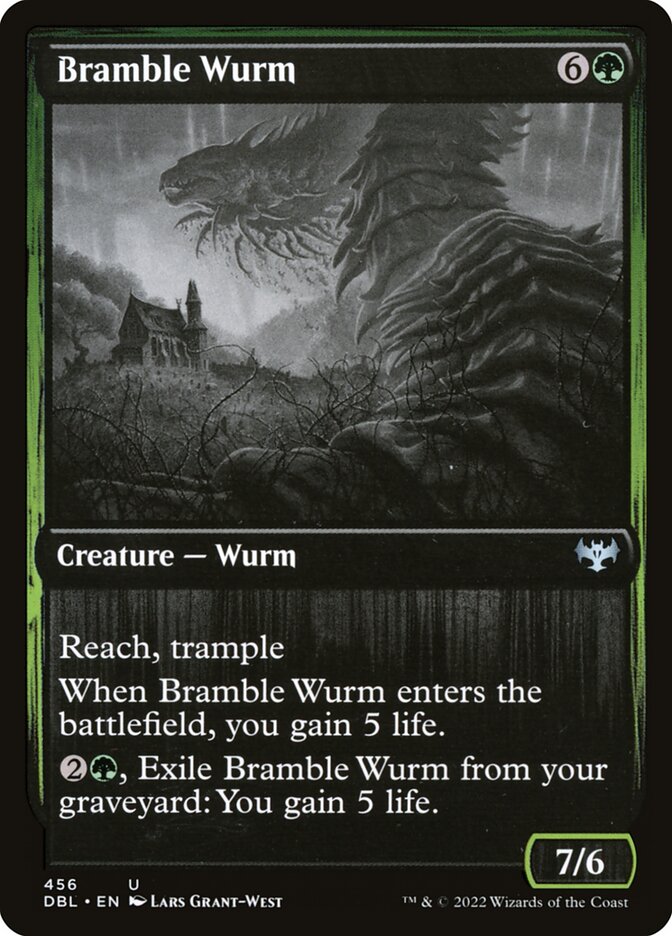 Bramble Wurm 6
Creature — Wurm
Reach, trample
When Bramble Wurm enters the
battlefield, you gain 5 life.
2, Exile Bramble Wurm from your
graveyard: You gain 5 life.
7/6
456 U
DBL • EN Lars Grant-West ™ & © 2022 Wizards of the Coast